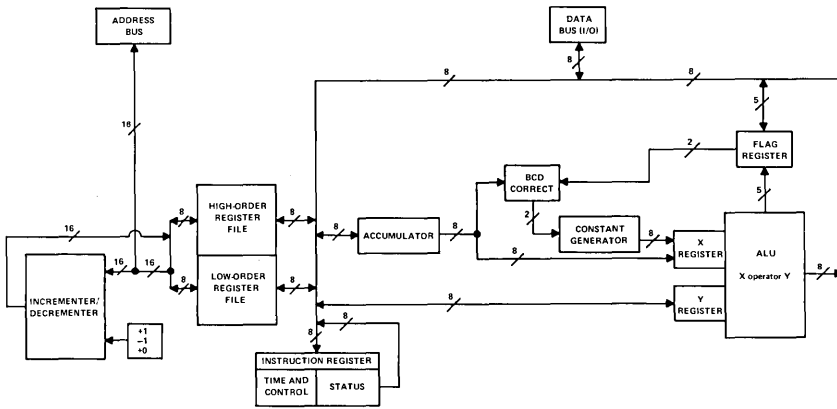 ADDRESS
BUS
DATA
BUS (I/O)
8
8
8
16
5
2
FLAG
REGISTER
BCD
CORRECT
5
HIGH-ORDER
REGISTER
FILE
8
8
16
8
ACCUMULATOR
8
2
CONSTANT
GENERATOR
8
X
REGISTER
ALU
X operator Y
8
16
16
8
LOW-ORDER
REGISTER
FILE
8
8
8
Y
REGISTER
INCREMENTER/
DECREMENTER
+1
−1
+0
8
8
INSTRUCTION REGISTER
TIME AND
CONTROL
STATUS